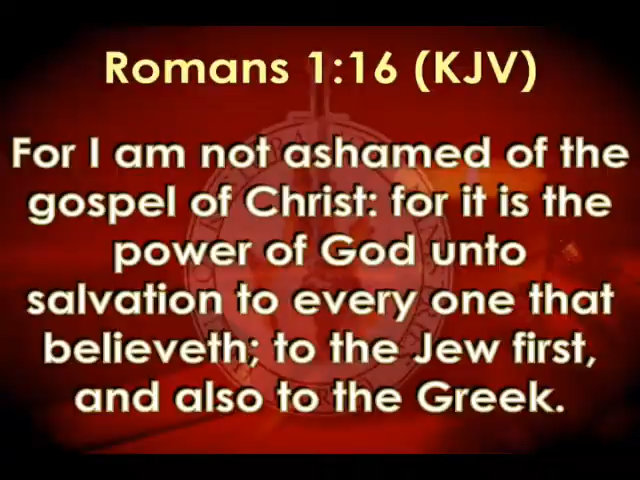 Romans 1:16 (KJV)
For I am not ashamed of the
gospel of Christ: for it is the
power of God unto
salvation to every one that
believeth; to the Jew first,
and also to the Greek.